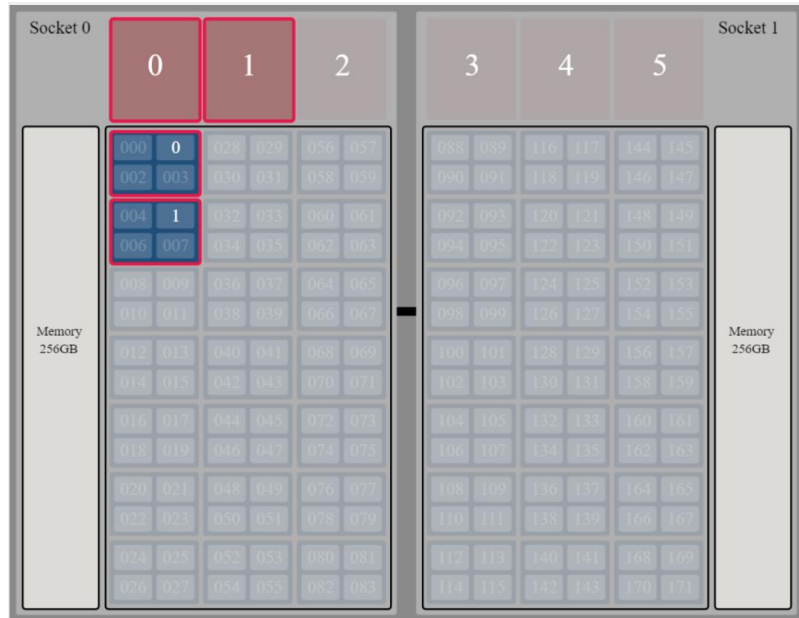 Socket 0
Socket 1
0 1 2 3 4 5
000 0 028 029 056 057 088 089 116 117 144 145
002 003 030 031 058 059 090 091 118 119 146 147
004 1 032 033 060 061 092 093 120 121 148 149
006 007 034 035 062 063 094 095 122 123 150 151
008 009 036 037 064 065 096 097 124 125 152 153
010 011 038 039 066 067 098 099 126 127 154 155
Memory
256GB
Memory
256GB
012 013 040 041 068 069 100 101 128 129 156 157
014 015 042 043 070 071 102 103 130 131 158 159
016 017 044 045 072 073 104 105 132 133 160 161
018 019 046 047 074 075 106 107 134 135 162 163
020 021 048 049 076 077 108 109 136 137 164 165
022 023 050 051 078 079 110 111 138 139 166 167
024 025 052 053 080 081 112 113 140 141 168 169
026 027 054 055 082 083 114 115 142 143 170 171